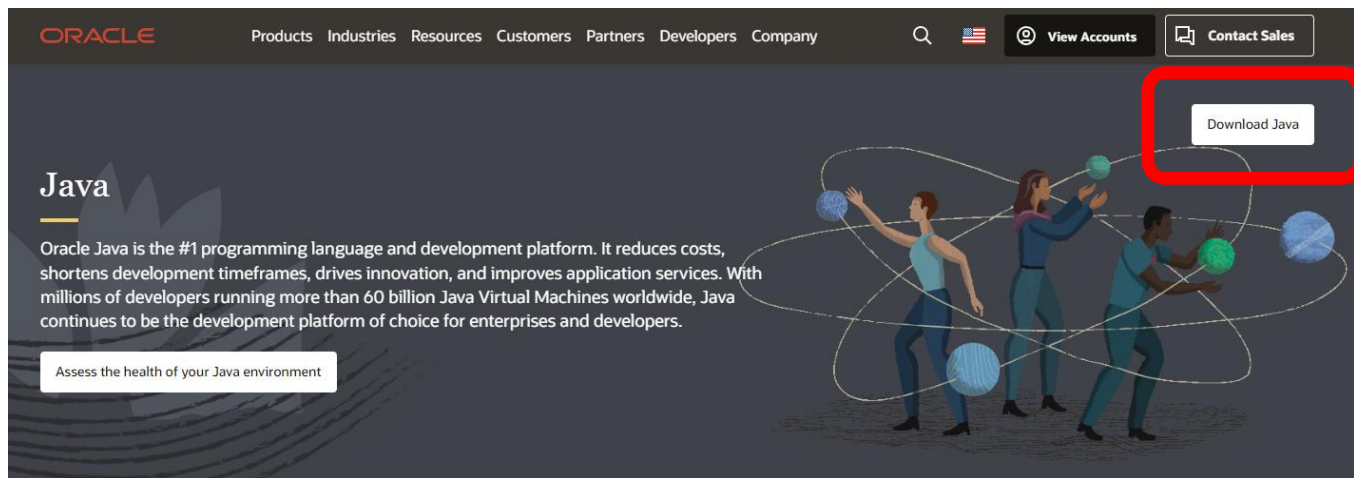 ORACLE Products Industries Resources Customers Partners Developers Company View Accounts Contact Sales
Download Java
Java
Oracle Java is the #1 programming language and development platform. It reduces costs,
shortens development timeframes, drives innovation, and improves application services. With
millions of developers running more than 60 billion Java Virtual Machines worldwide, Java
continues to be the development platform of choice for enterprises and developers.
Assess the health of your Java environment